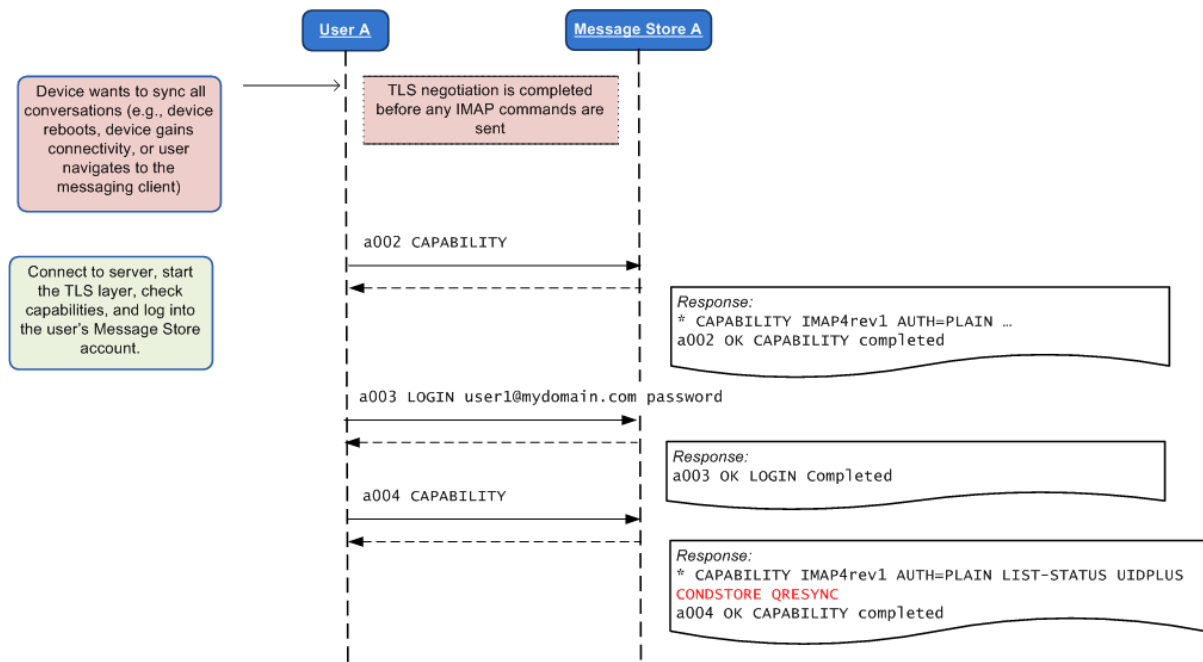 User A
Message Store A
Device wants to sync all
conversations (e.g., device
reboots, device gains
connectivity, or user
navigates to the
messaging client)
TLS negotiation is completed
before any IMAP commands are
sent
a002 CAPABILITY
Connect to server, start
the TLS layer, check
capabilities, and log into
the user's Message Store
account.
Response:
* CAPABILITY IMAP4rev1 AUTH=PLAIN …
a002 OK CAPABILITY completed
a003 LOGIN user1@mydomain.com password
Response:
a003 OK LOGIN Completed
a004 CAPABILITY
Response:
* CAPABILITY IMAP4rev1 AUTH=PLAIN LIST-STATUS UIDPLUS
CONDSTORE QRESYNC
a004 OK CAPABILITY completed